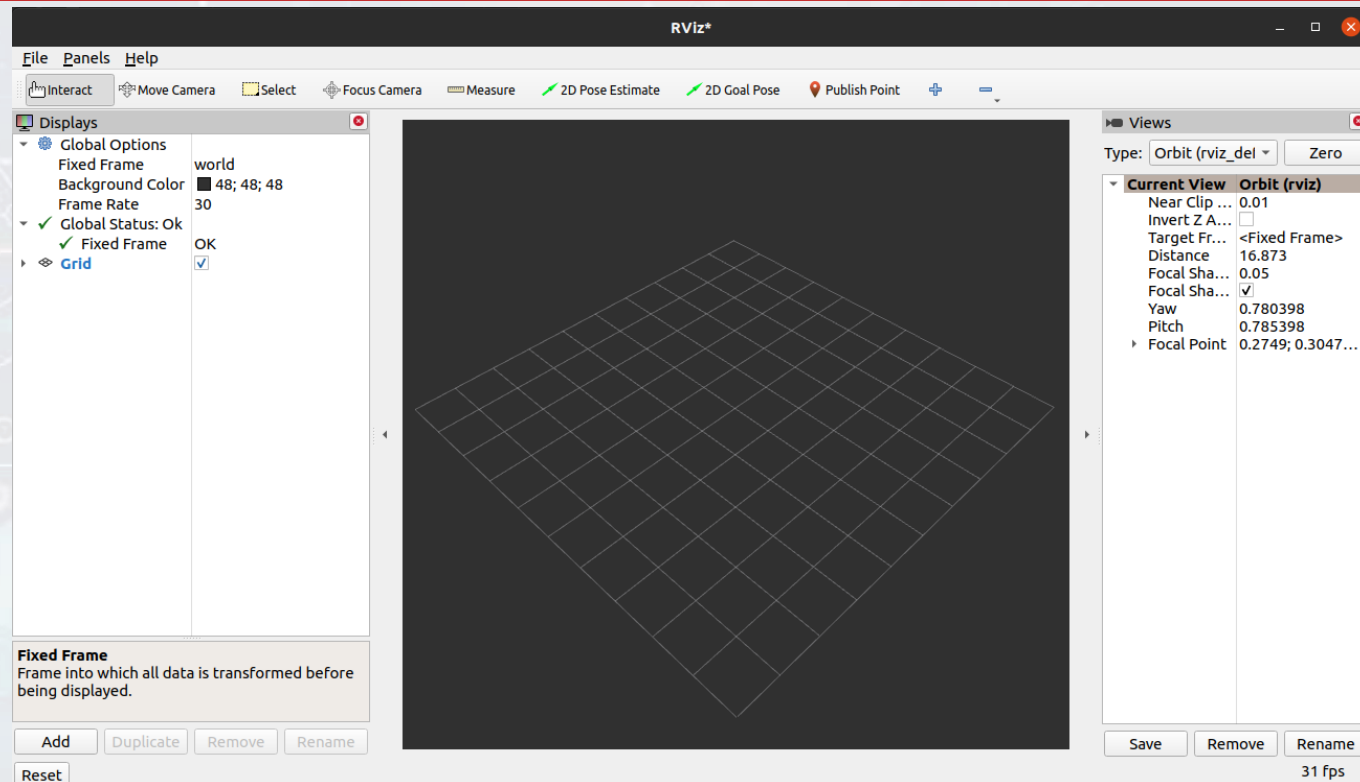 RViz*
File Panels Help
Interact Move Camera Select Focus Camera Measure 2D Pose Estimate 2D Goal Pose Publish Point
Displays
Global Options
Fixed Frame world
Background Color 48; 48; 48
Frame Rate 30
Global Status: Ok
Fixed Frame OK
Grid
Fixed Frame
Frame into which all data is transformed before
being displayed.
Add Duplicate Remove Rename
Reset
Views
Type: Orbit (rviz_del Zero
Current View Orbit (rviz)
Near Clip ... 0.01
Invert Z A...
Target Fr... <Fixed Frame>
Distance 16.873
Focal Sha... 0.05
Focal Sha...
Yaw 0.780398
Pitch 0.785398
Focal Point 0.2749; 0.3047...
Save Remove Rename
31 fps